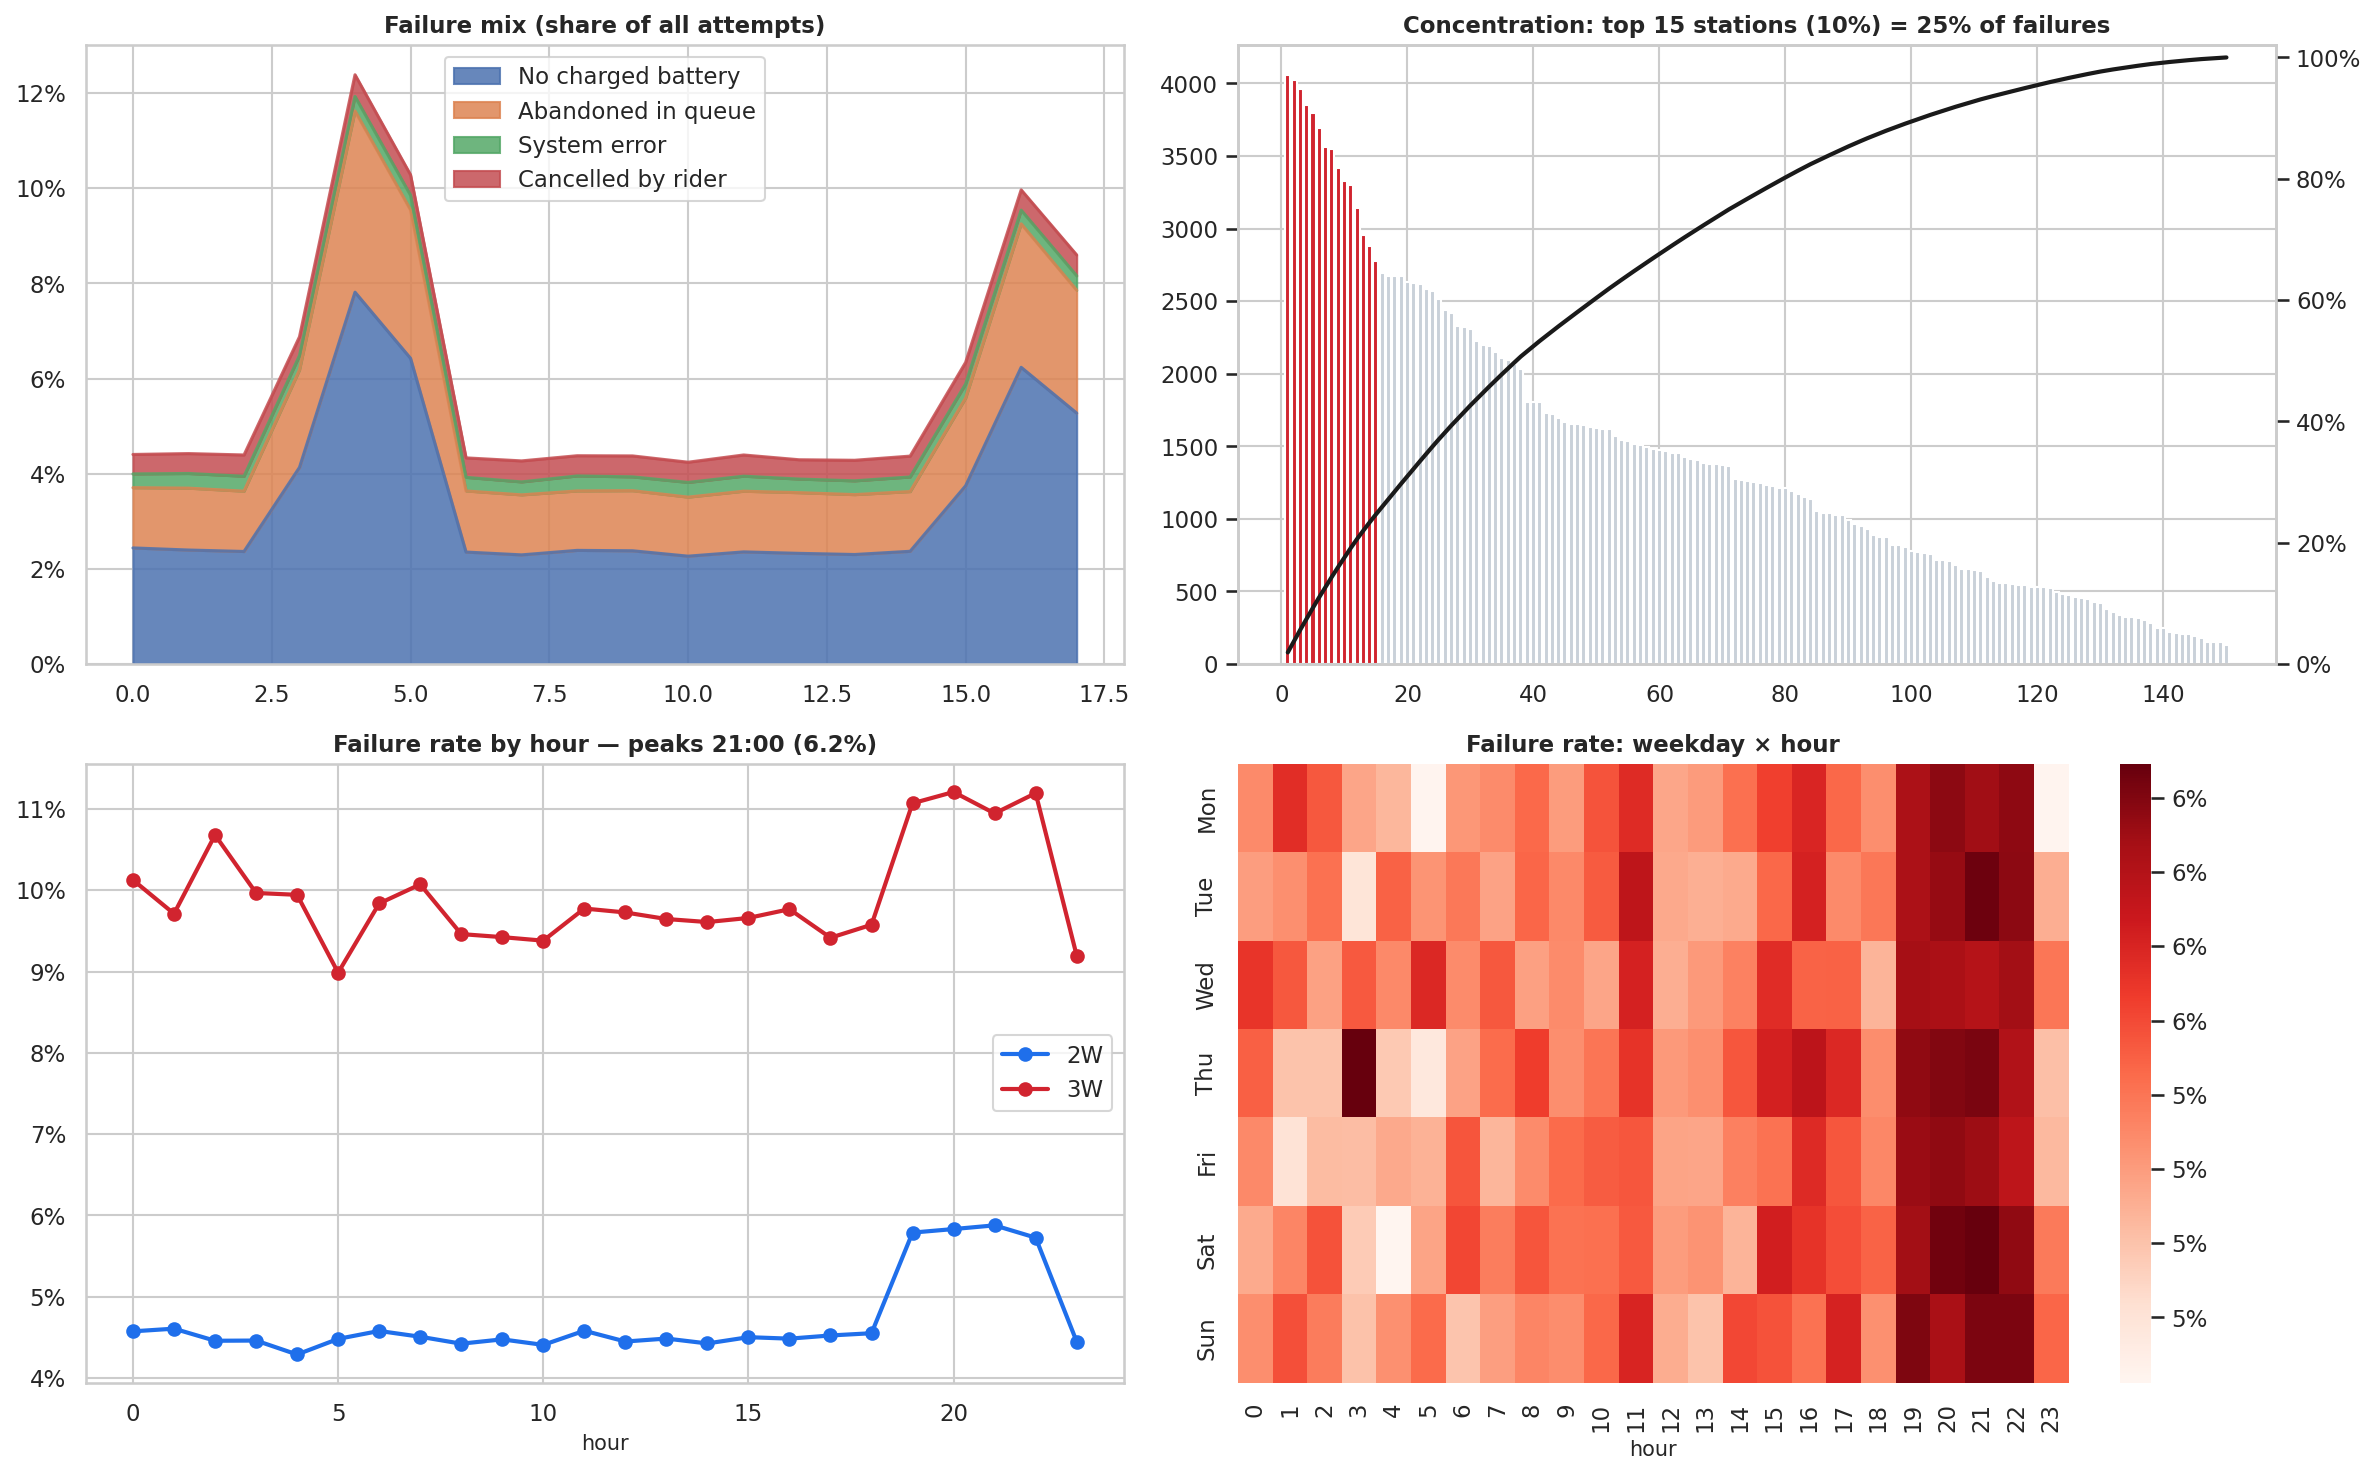 Failure mix (share of all attempts)
12%
10%
8%
6%
4%
2%
0%
No charged battery
Abandoned in queue
System error
Cancelled by rider
0.0 2.5 5.0 7.5 10.0 12.5 15.0 17.5
Concentration: top 15 stations (10%) = 25% of failures
4000
3500
3000
2500
2000
1500
1000
500
0
100%
80%
60%
40%
20%
0%
0 20 40 60 80 100 120 140
Failure rate by hour — peaks 21:00 (6.2%)
11%
10%
9%
8%
7%
6%
5%
4%
2W
3W
0 5 10 15 20
hour
Failure rate: weekday × hour
Mon
Tue
Wed
Thu
Fri
Sat
Sun
0 1 2 3 4 5 6 7 8 9 10 11 12 13 14 15 16 17 18 19 20 21 22 23
hour
6%
6%
6%
6%
5%
5%
5%
5%